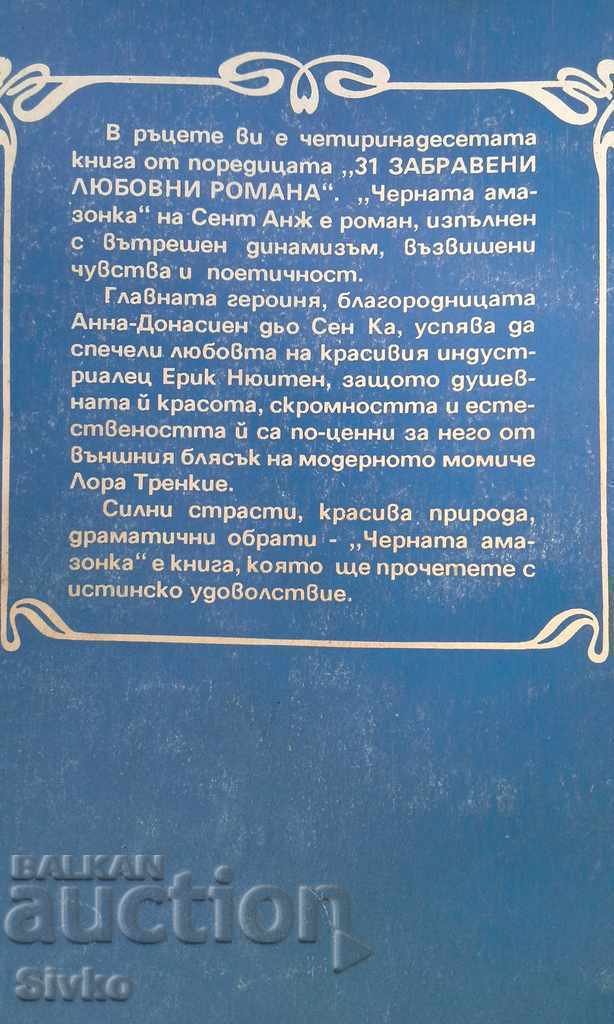 В ръцете ви е четиринадесетата
книга от поредицата „31 ЗАБРАВЕНИ
ЛЮБОВНИ РОМАНА“. „Черната ама-
зонка“ на Сент Анж е роман, изпълнен
с вътрешен динамизъм, възвишени
чувства и поетичност.
Главната героиня, благородницата
Анна-Донасиен дьо Сен Ка, успява да
спечели любовта на красивия индуст-
риалец Ерик Нюитен, защото душев-
ната й красота, скромността и есте-
ствеността й са по-ценни за него от
външния блясък на модерното момиче
Лора Тренкие.
Силни страсти, красива природа,
драматични обрати - „Черната ама-
зонка“ е книга, която ще прочетете с
истинско удоволствие.
BALKAN
auction
Sivko